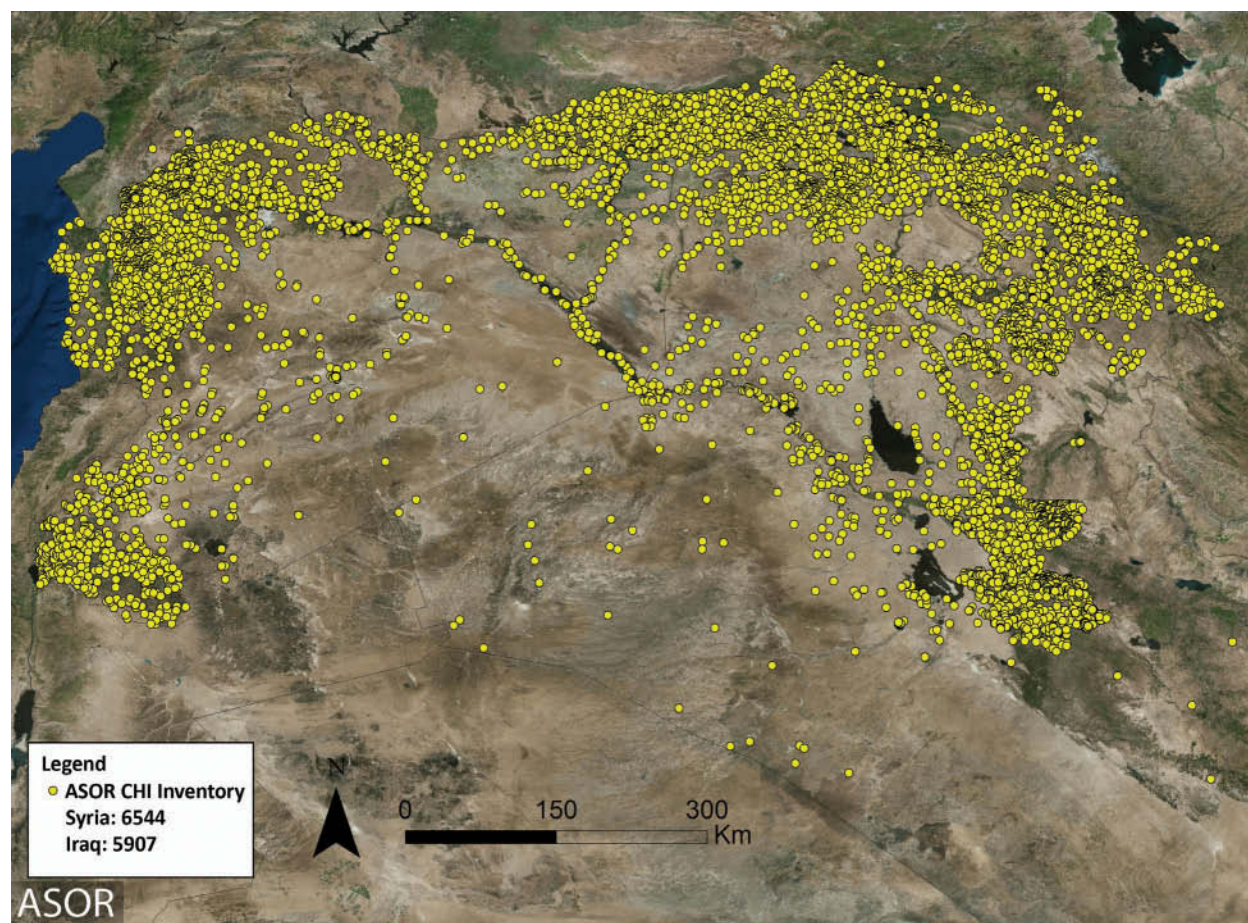 Legend
ASOR CHI Inventory
Syria: 6544
Iraq: 5907
N
0 150 300
Km
ASOR